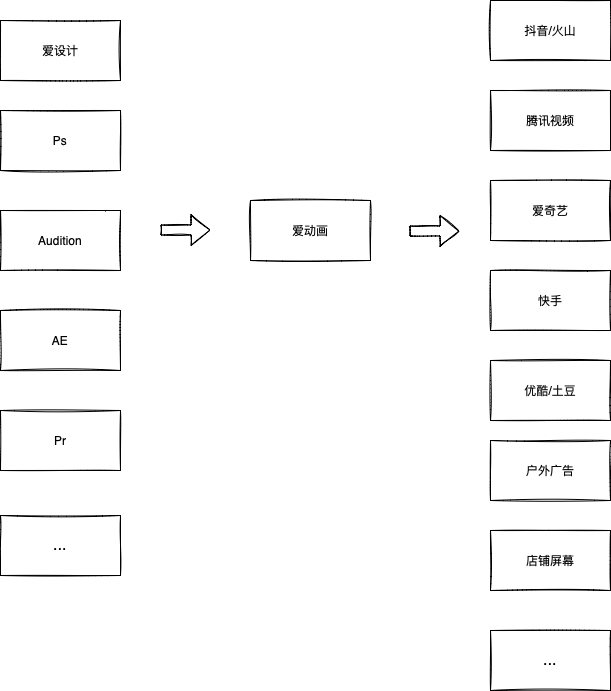 爱设计
Ps
Audition
AE
Pr
...
爱动画
抖音/火山
腾讯视频
爱奇艺
快手
优酷/土豆
户外广告
店铺屏幕
...